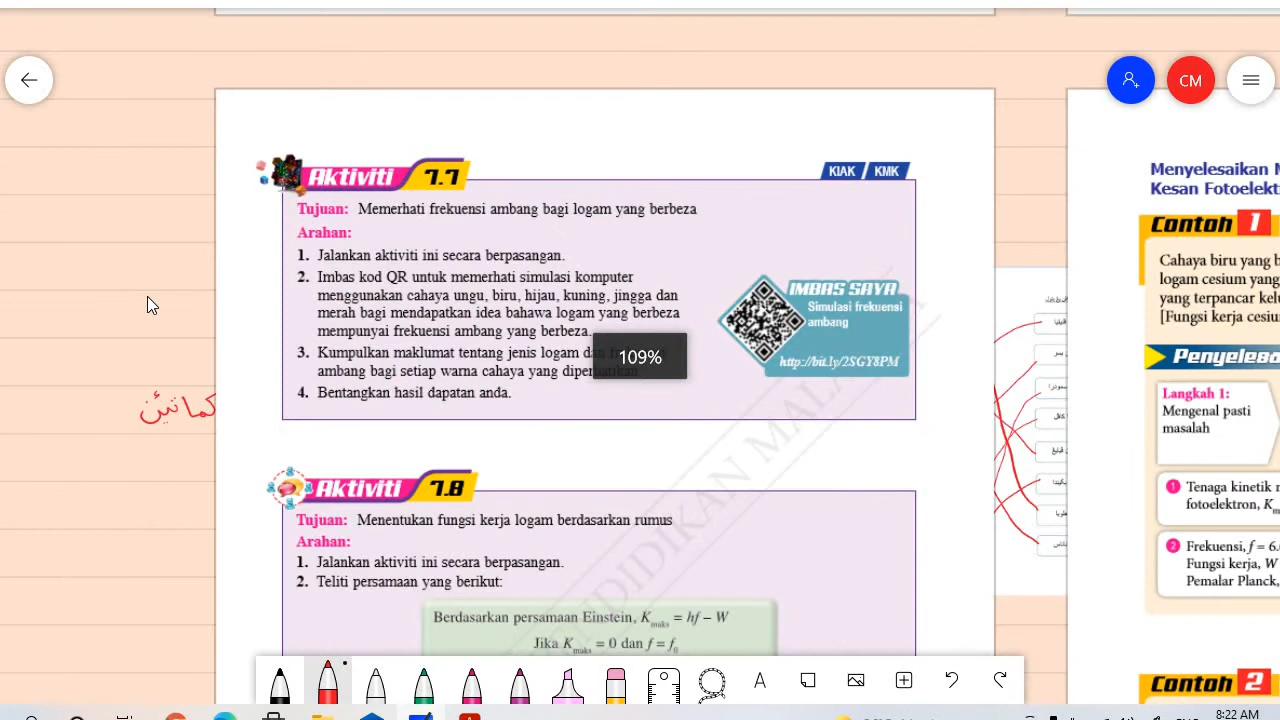 CM
Aktiviti 7.7
KIAK / KMK
Tujuan: Memerhati frekuensi ambang bagi logam yang berbeza
Arahan:
1. Jalankan aktiviti ini secara berpasangan.
2. Imbas kod QR untuk memerhati simulasi komputer
menggunakan cahaya ungu, biru, hijau, kuning, jingga dan
merah bagi mendapatkan idea bahawa logam yang berbeza
mempunyai frekuensi ambang yang berbeza.
3. Kumpulkan maklumat tentang jenis logam
ambang bagi setiap warna cahaya yang
4. Bentangkan hasil dapatan anda.
109%
IMBAS SAYA
Simulasi frekuensi
ambang
http://bit.ly/2SGY8PM
Aktiviti 7.8
Tujuan: Menentukan fungsi kerja logam berdasarkan rumus
Arahan:
1. Jalankan aktiviti ini secara berpasangan.
2. Teliti persamaan yang berikut:
Berdasarkan persamaan Einstein, Kmaks = hf – W
Jika Kmaks = 0 dan f = f0
Menyelesaikan
Kesan
Contoh 1
Cahaya biru yang
logam cesium yang
yang terpancar
[Fungsi kerja
Langkah 1:
Mengenal pasti
masalah
1 Tenaga kinetik
fotoelektron,
2 Frekuensi, f = 6.
Fungsi kerja, W
Pemalar Planck,
Contoh 2
A
8:22 AM